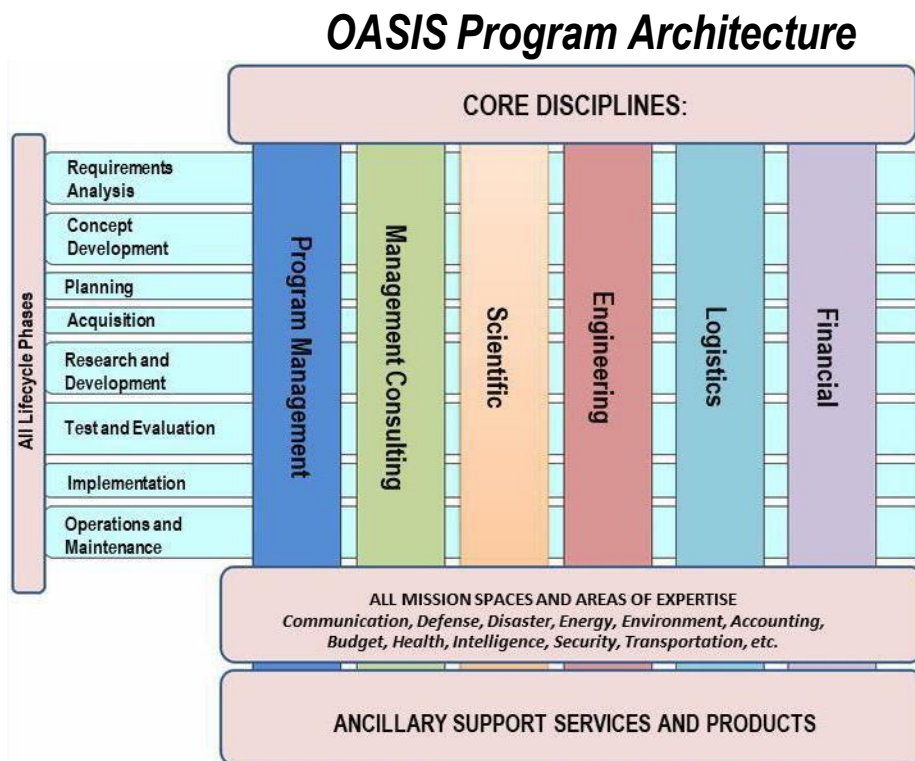 OASIS Program Architecture
CORE DISCIPLINES:
All Lifecycle Phases
Requirements
Analysis
Concept
Development
Planning
Acquisition
Research and
Development
Test and Evaluation
Implementation
Operations and
Maintenance
Program Management
Management Consulting
Scientific
Engineering
Logistics
Financial
ALL MISSION SPACES AND AREAS OF EXPERTISE
Communication, Defense, Disaster, Energy, Environment, Accounting,
Budget, Health, Intelligence, Security, Transportation, etc.
ANCILLARY SUPPORT SERVICES AND PRODUCTS